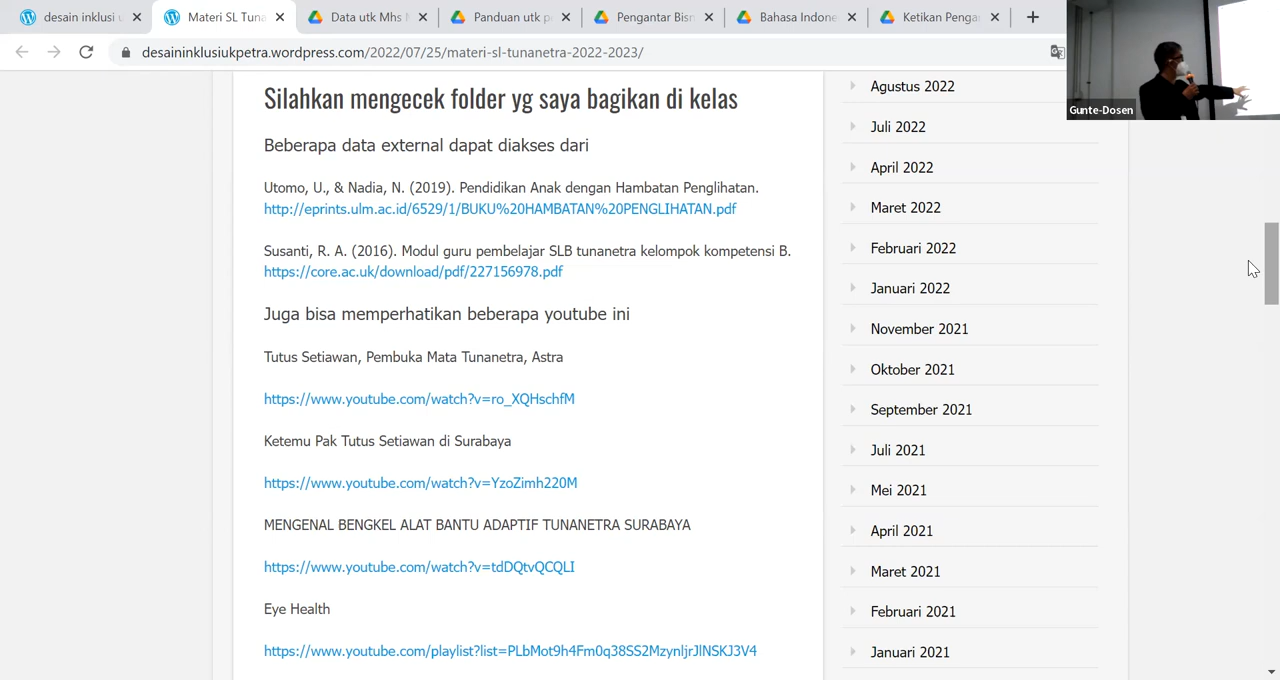 desain inklusi u
Materi SL Tuna
Data utk Mhs M
Panduan utk p
Pengantar Bisn
Bahasa Indone
Ketikan Penga
desaininklusiukpetra.wordpress.com/2022/07/25/materi-sl-tunanetra-2022-2023/
Gunte-Dosen
Silahkan mengecek folder yg saya bagikan di kelas
Beberapa data external dapat diakses dari
Utomo, U., & Nadia, N. (2019). Pendidikan Anak dengan Hambatan Penglihatan.
http://eprints.ulm.ac.id/6529/1/BUKU%20HAMBATAN%20PENGLIHATAN.pdf
Susanti, R. A. (2016). Modul guru pembelajar SLB tunanetra kelompok kompetensi B.
https://core.ac.uk/download/pdf/227156978.pdf
Juga bisa memperhatikan beberapa youtube ini
Tutus Setiawan, Pembuka Mata Tunanetra, Astra
https://www.youtube.com/watch?v=ro_XQHschfM
Ketemu Pak Tutus Setiawan di Surabaya
https://www.youtube.com/watch?v=YzoZimh220M
MENGENAL BENGKEL ALAT BANTU ADAPTIF TUNANETRA SURABAYA
https://www.youtube.com/watch?v=tdDQtvQCQLI
Eye Health
https://www.youtube.com/playlist?list=PLbMot9h4Fm0q38SS2MzynljrJlNSKJ3V4
Agustus 2022
Juli 2022
April 2022
Maret 2022
Februari 2022
Januari 2022
November 2021
Oktober 2021
September 2021
Juli 2021
Mei 2021
April 2021
Maret 2021
Februari 2021
Januari 2021